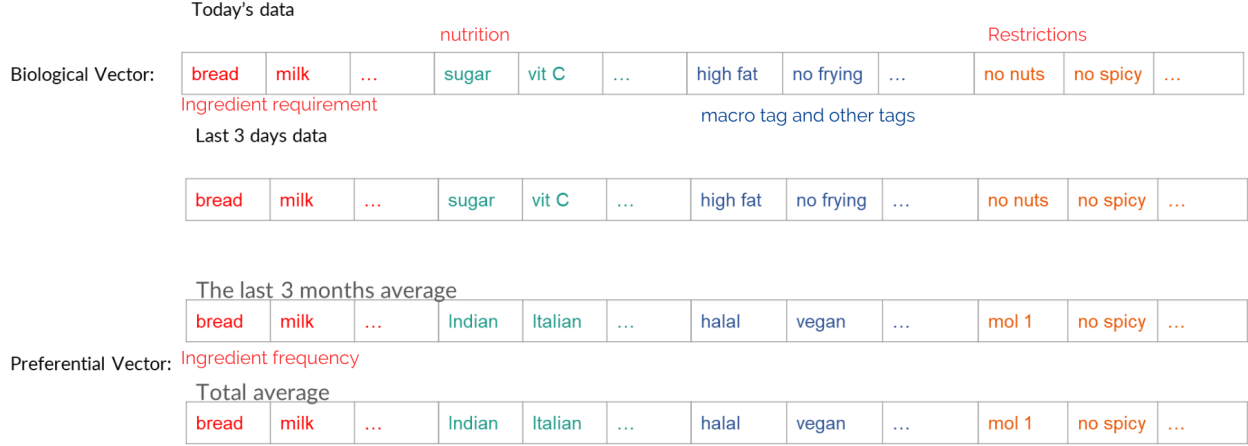 Today's data
nutrition Restrictions
Biological Vector: bread milk ... sugar vit C ... high fat no frying ... no nuts no spicy ...
Ingredient requirement
macro tag and other tags
Last 3 days data
bread milk ... sugar vit C ... high fat no frying ... no nuts no spicy ...
The last 3 months average
bread milk ... Indian Italian ... halal vegan ... mol 1 no spicy ...
Preferential Vector: Ingredient frequency
Total average
bread milk ... Indian Italian ... halal vegan ... mol 1 no spicy ...